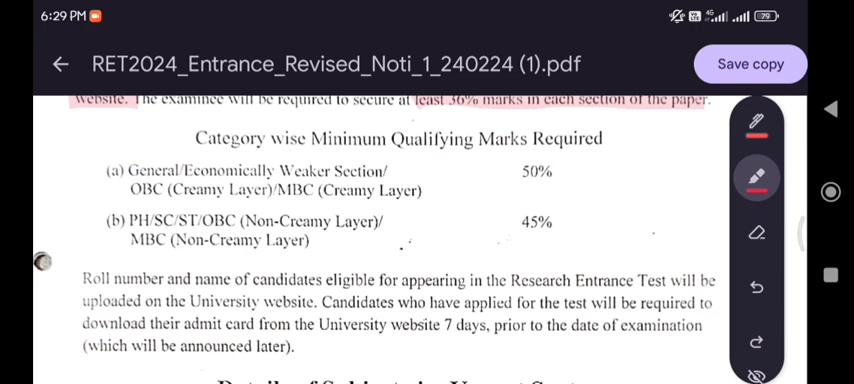 6:29 PM
4G
79
RET2024_Entrance_Revised_Noti_1_240224 (1).pdf
Save copy
website. The examinee will be required to secure at least 36% marks in each section of the paper.
Category wise Minimum Qualifying Marks Required
(a) General/Economically Weaker Section/ 50%
OBC (Creamy Layer)/MBC (Creamy Layer)
(b) PH/SC/ST/OBC (Non-Creamy Layer)/ 45%
MBC (Non-Creamy Layer)
Roll number and name of candidates eligible for appearing in the Research Entrance Test will be
uploaded on the University website. Candidates who have applied for the test will be required to
download their admit card from the University website 7 days, prior to the date of examination
(which will be announced later).